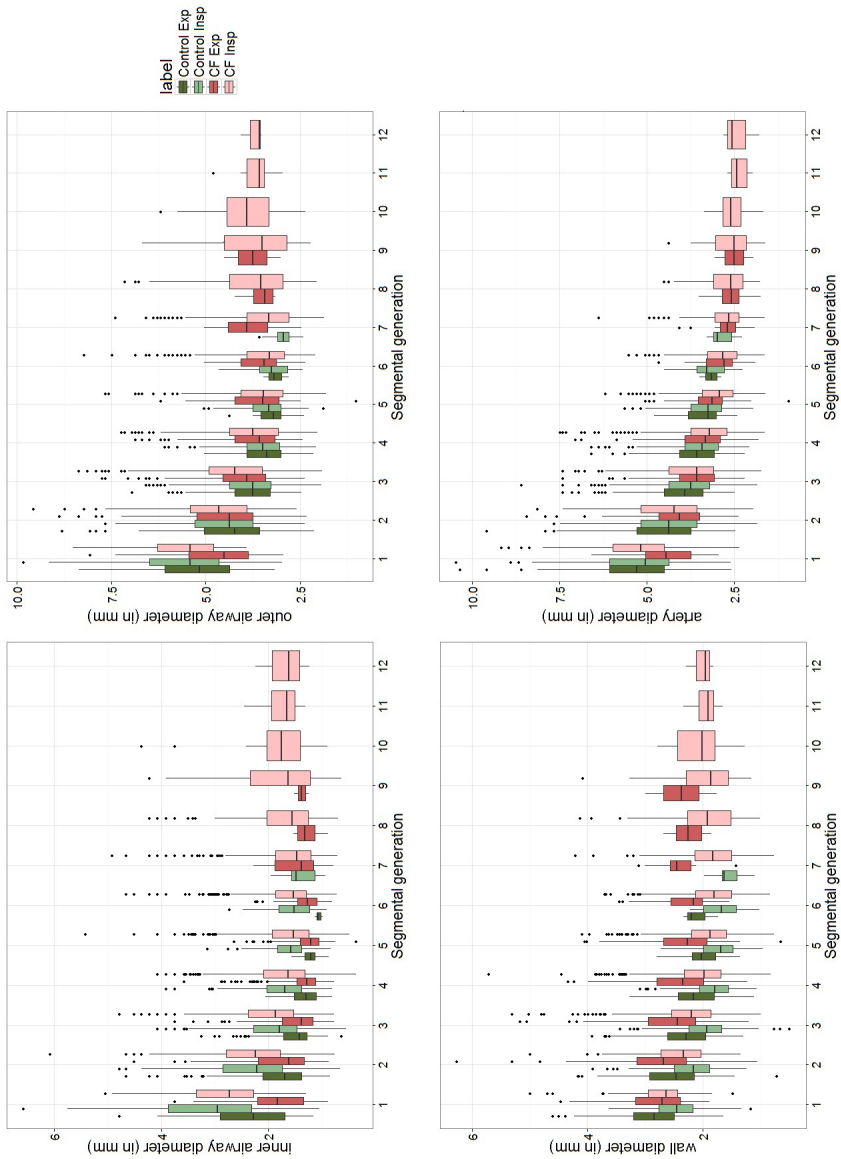 inner airway diameter (in mm)
2
4
6
1 2 3 4 5 6 7 8 9 10 11 12
Segmental generation
outer airway diameter (in mm)
10.0
7.5
5.0
2.5
1 2 3 4 5 6 7 8 9 10 11 12
Segmental generation
label
Control Exp
Control Insp
CF Exp
CF Insp
wall diameter (in mm)
6
4
2
1 2 3 4 5 6 7 8 9 10 11 12
Segmental generation
artery diameter (in mm)
10.0
7.5
5.0
2.5
1 2 3 4 5 6 7 8 9 10 11 12
Segmental generation